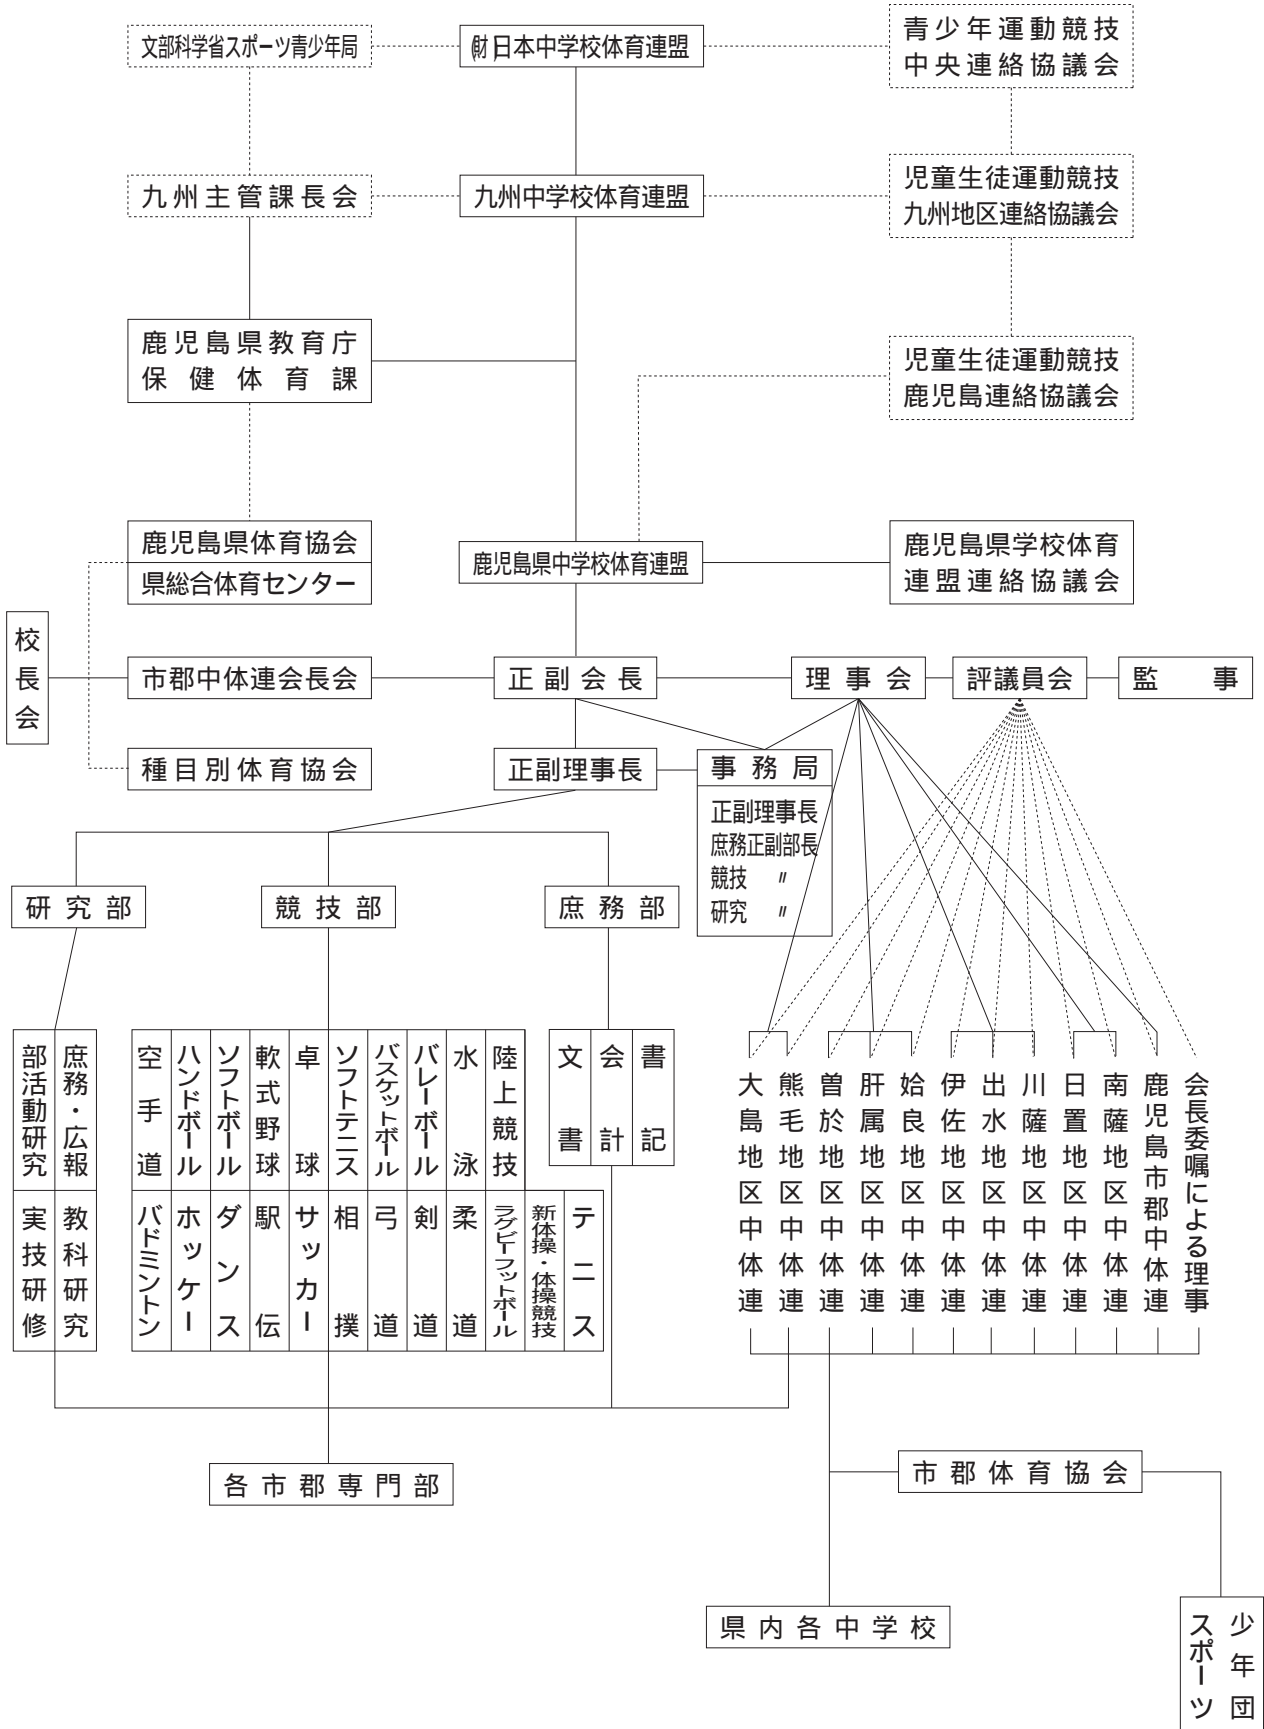 文部科学省スポーツ青少年局
㈶日本中学校体育連盟
青少年運動競技
中央連絡協議会
九州主管課長会
九州中学校体育連盟
児童生徒運動競技
九州地区連絡協議会
鹿児島県教育庁
保健体育課
児童生徒運動競技
鹿児島連絡協議会
鹿児島県体育協会
県総合体育センター
鹿児島県中学校体育連盟
鹿児島県学校体育
連盟連絡協議会
校長会
市郡中体連会長会
正副会長
理事会
評議員会
監事
種目別体育協会
正副理事長
事務局
正副理事長
庶務正副部長
競技 〃
研究 〃
研究部
競技部
庶務部
部活動研究
庶務・広報
実技研修
教科研究
空手道
ハンドボール
ソフトボール
軟式野球
卓球
ソフトテニス
バスケットボール
バレーボール
水泳
陸上競技
バドミントン
ホッケー
ダンス
駅伝
サッカー
相撲
弓道
剣道
柔道
ラグビーフットボール
新体操・体操競技
テニス
文書
会計
書記
大島地区中体連
熊毛地区中体連
曽於地区中体連
肝属地区中体連
姶良地区中体連
伊佐地区中体連
出水地区中体連
川薩地区中体連
日置地区中体連
南薩地区中体連
鹿児島市郡中体連
会長委嘱による理事
各市郡専門部
市郡体育協会
県内各中学校
スポーツ
少年団